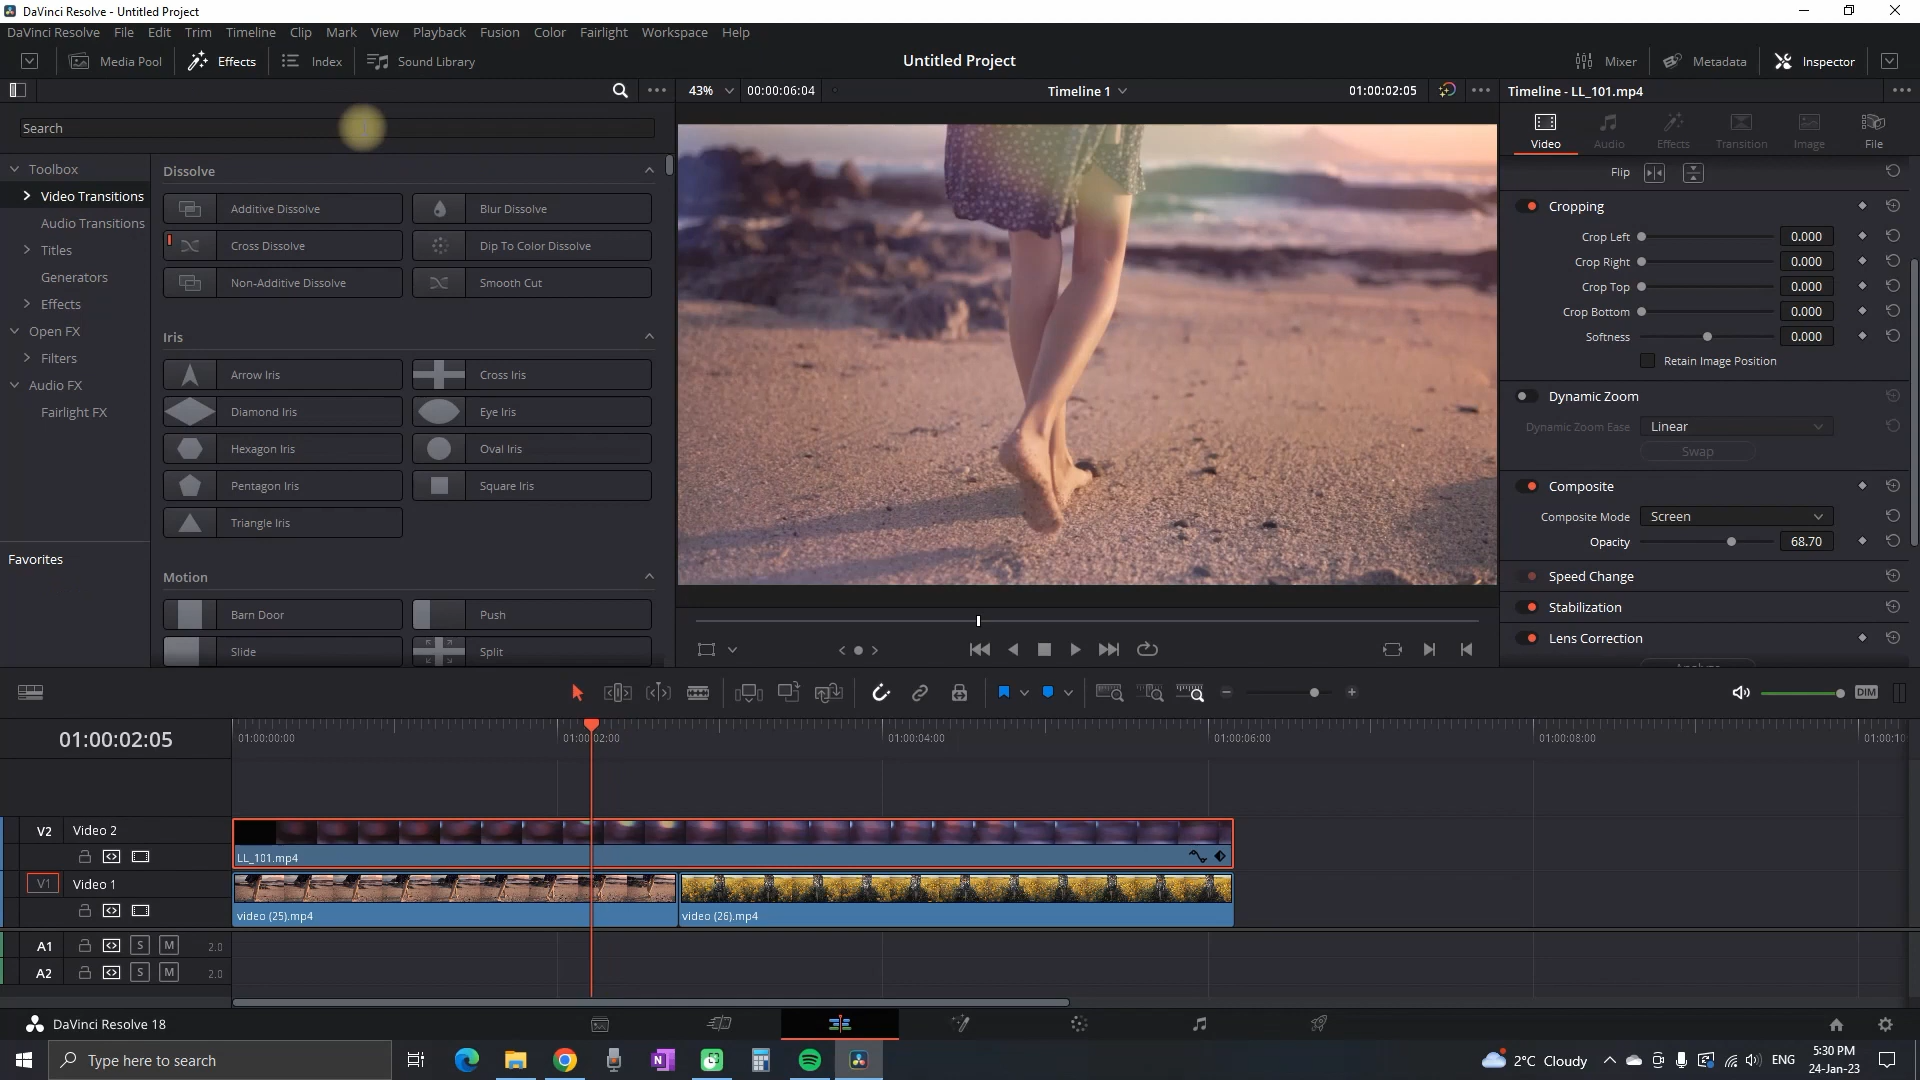 DaVinci Resolve - Untitled Project
DaVinci Resolve File Edit Trim Timeline Clip Mark View Playback Fusion Color Fairlight Workspace Help
Media Pool Effects Index Sound Library Untitled Project Mixer Metadata Inspector
43% 00:00:06:04 Timeline 1 01:00:02:05 Timeline - LL_101.mp4
Search
Video Audio Effects Transition Image File
Toolbox
Video Transitions
Audio Transitions
Titles
Generators
Effects
Open FX
Filters
Audio FX
Fairlight FX
Favorites
Dissolve
Additive Dissolve Blur Dissolve
Cross Dissolve Dip To Color Dissolve
Non-Additive Dissolve Smooth Cut
Iris
Arrow Iris Cross Iris
Diamond Iris Eye Iris
Hexagon Iris Oval Iris
Pentagon Iris Square Iris
Triangle Iris
Motion
Barn Door Push
Slide Split
Flip
Cropping
Crop Left 0.000
Crop Right 0.000
Crop Top 0.000
Crop Bottom 0.000
Softness 0.000
Retain Image Position
Dynamic Zoom
Dynamic Zoom Ease Linear
Swap
Composite
Composite Mode Screen
Opacity 68.70
Speed Change
Stabilization
Lens Correction
Analyze
DIM
01:00:02:05 01:00:00:00 01:00:02:00 01:00:04:00 01:00:06:00 01:00:08:00 01:00:10
V2 Video 2
LL_101.mp4
V1 Video 1
video (25).mp4 video (26).mp4
A1 S M 2.0
A2 S M 2.0
DaVinci Resolve 18
Type here to search
2°C Cloudy ENG 5:30 PM
24-Jan-23